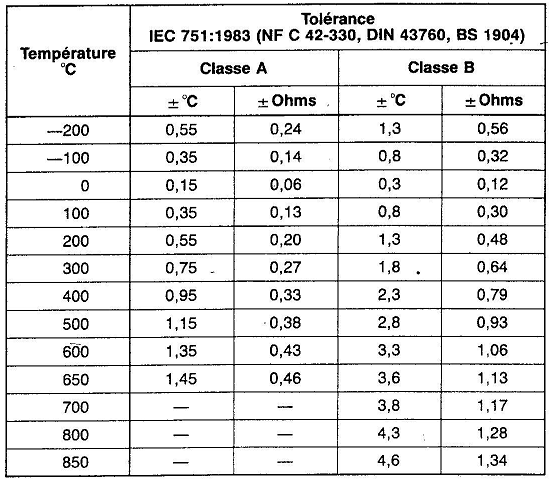 Tolérance
IEC 751:1983 (NF C 42-330, DIN 43760, BS 1904)
Température
°C
Classe A Classe B
± °C ± Ohms ± °C ± Ohms
—200 0,55 0,24 1,3 0,56
—100 0,35 0,14 0,8 0,32
0 0,15 0,06 0,3 0,12
100 0,35 0,13 0,8 0,30
200 0,55 0,20 1,3 0,48
300 0,75 0,27 1,8 0,64
400 0,95 0,33 2,3 0,79
500 1,15 0,38 2,8 0,93
600 1,35 0,43 3,3 1,06
650 1,45 0,46 3,6 1,13
700 — — 3,8 1,17
800 — — 4,3 1,28
850 — — 4,6 1,34